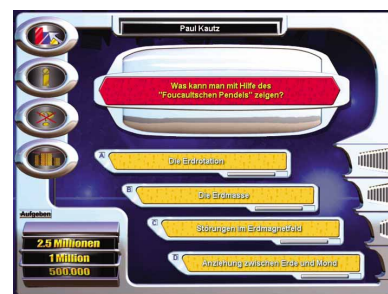 Paul Kautz
Was kann man mit Hilfe des
"Foucaultschen Pendels" zeigen?
A Die Erdrotation
B Die Erdmasse
C Störungen im Erdmagnetfeld
D Anziehung zwischen Erde und Mond
Aufgeben
2.5 Millionen
1 Million
500.000